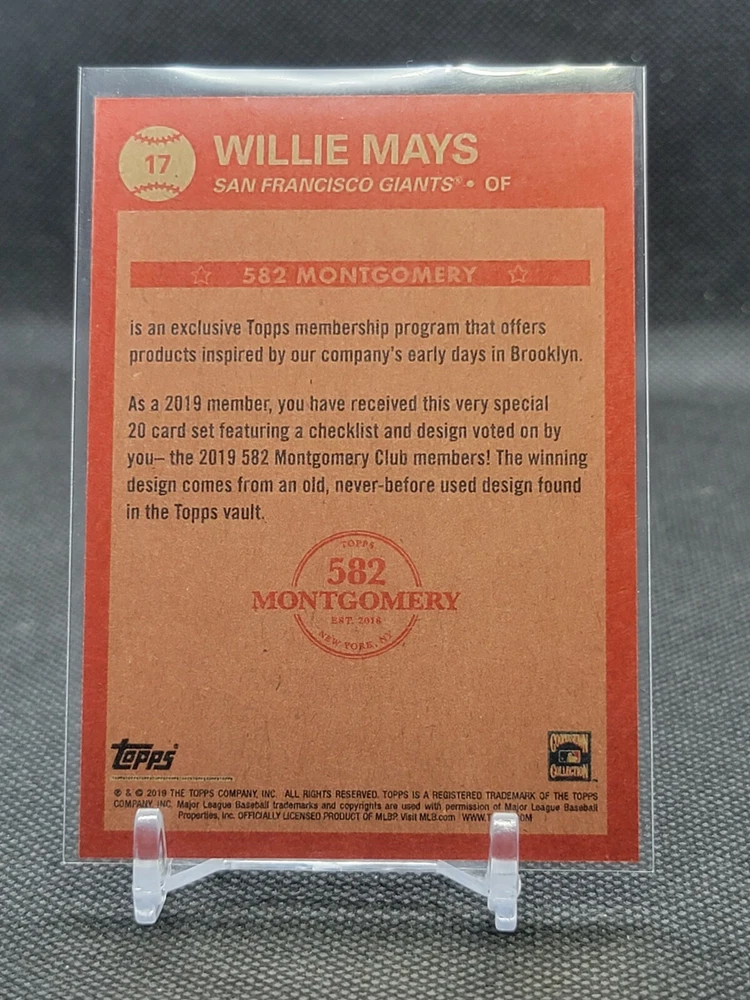 17
WILLIE MAYS
SAN FRANCISCO GIANTS® • OF
582 MONTGOMERY
is an exclusive Topps membership program that offers
products inspired by our company's early days in Brooklyn.
As a 2019 member, you have received this very special
20 card set featuring a checklist and design voted on by
you– the 2019 582 Montgomery Club members! The winning
design comes from an old, never-before used design found
in the Topps vault.
TOPPS
582
MONTGOMERY
EST. 2016
NEW YORK, NY
Topps
COOPERSTOWN
COLLECTION
® & © 2019 THE TOPPS COMPANY, INC. ALL RIGHTS RESERVED. TOPPS IS A REGISTERED TRADEMARK OF THE TOPPS
COMPANY, INC. Major League Baseball trademarks and copyrights are used with permission of Major League Baseball
Properties, Inc. OFFICIALLY LICENSED PRODUCT OF MLBP. Visit MLB.com